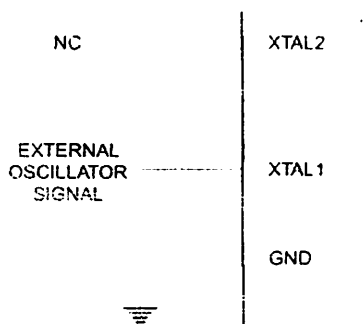 NC
XTAL2
EXTERNAL
OSCILLATOR
SIGNAL
XTAL1
GND